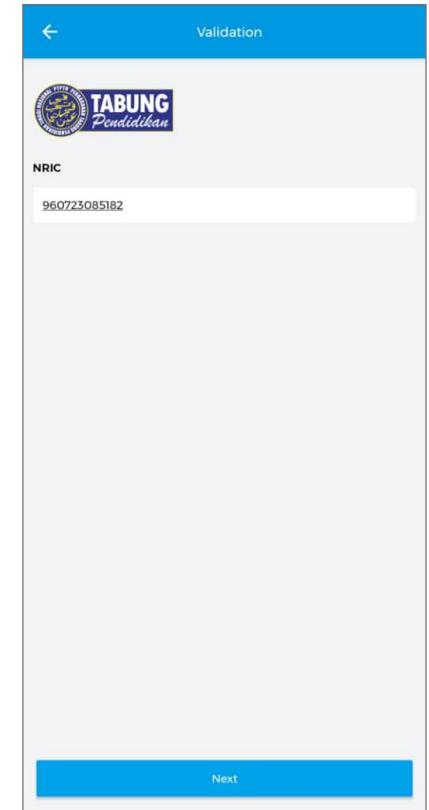 Validation
TABUNG
Pendidikan
NRIC
960723085182
Next